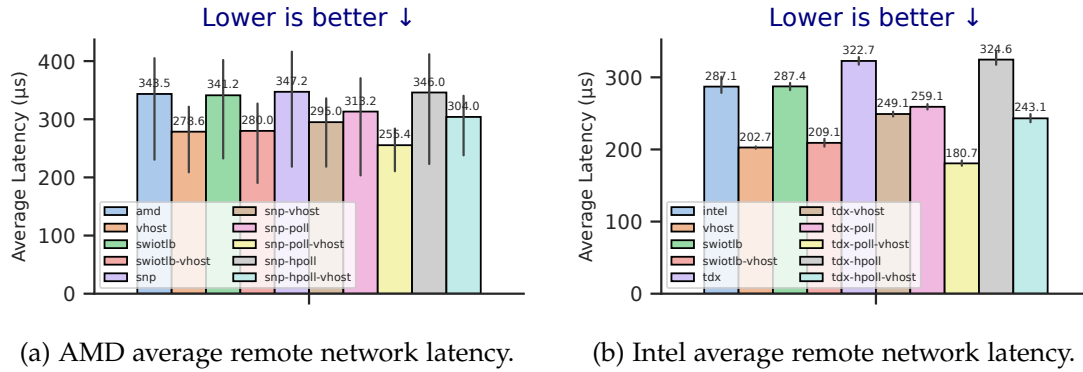 Lower is better ↓
Average Latency (µs)
400
300
200
100
0
343.5
278.6
341.2
280.0
347.2
295.0
313.2
255.4
346.0
304.0
amd
vhost
swiotlb
swiotlb-vhost
snp
snp-vhost
snp-poll
snp-poll-vhost
snp-hpoll
snp-hpoll-vhost
(a) AMD average remote network latency.
Lower is better ↓
Average Latency (µs)
300
200
100
0
287.1
202.7
287.4
209.1
322.7
249.1
259.1
180.7
324.6
243.1
intel
vhost
swiotlb
swiotlb-vhost
tdx
tdx-vhost
tdx-poll
tdx-poll-vhost
tdx-hpoll
tdx-hpoll-vhost
(b) Intel average remote network latency.